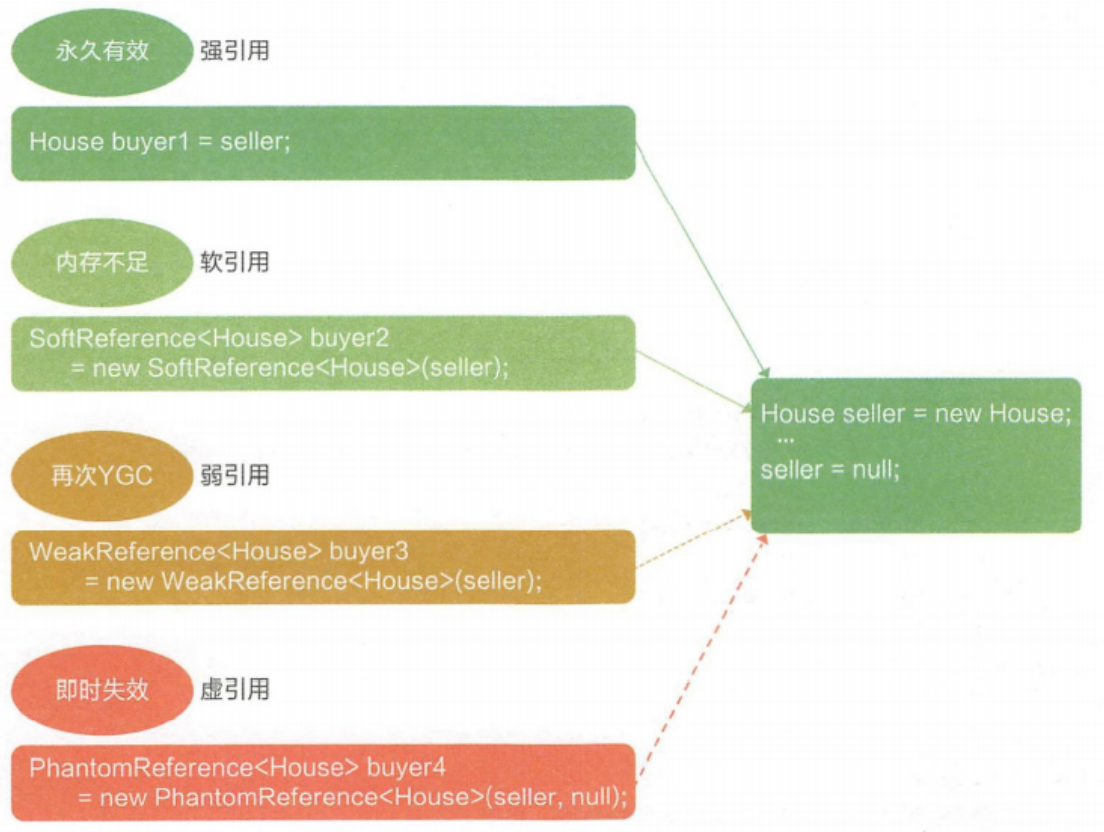 永久有效 强引用
House buyer1 = seller;
内存不足 软引用
SoftReference<House> buyer2
= new SoftReference<House>(seller);
House seller = new House;
...
seller = null;
再次YGC 弱引用
WeakReference<House> buyer3
= new WeakReference<House>(seller);
即时失效 虚引用
PhantomReference<House> buyer4
= new PhantomReference<House>(seller, null);